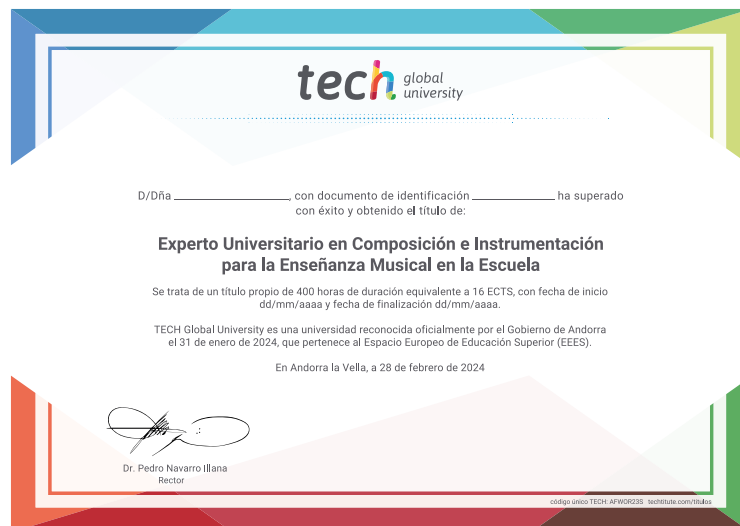 tech global university
D/Dña ____________________, con documento de identificación ______________ ha superado
con éxito y obtenido el título de:
Experto Universitario en Composición e Instrumentación
para la Enseñanza Musical en la Escuela
Se trata de un título propio de 400 horas de duración equivalente a 16 ECTS, con fecha de inicio
dd/mm/aaaa y fecha de finalización dd/mm/aaaa.
TECH Global University es una universidad reconocida oficialmente por el Gobierno de Andorra
el 31 de enero de 2024, que pertenece al Espacio Europeo de Educación Superior (EEES).
En Andorra la Vella, a 28 de febrero de 2024
Dr. Pedro Navarro Illana
Rector
código único TECH: AFWOR23S techtitute.com/titulos